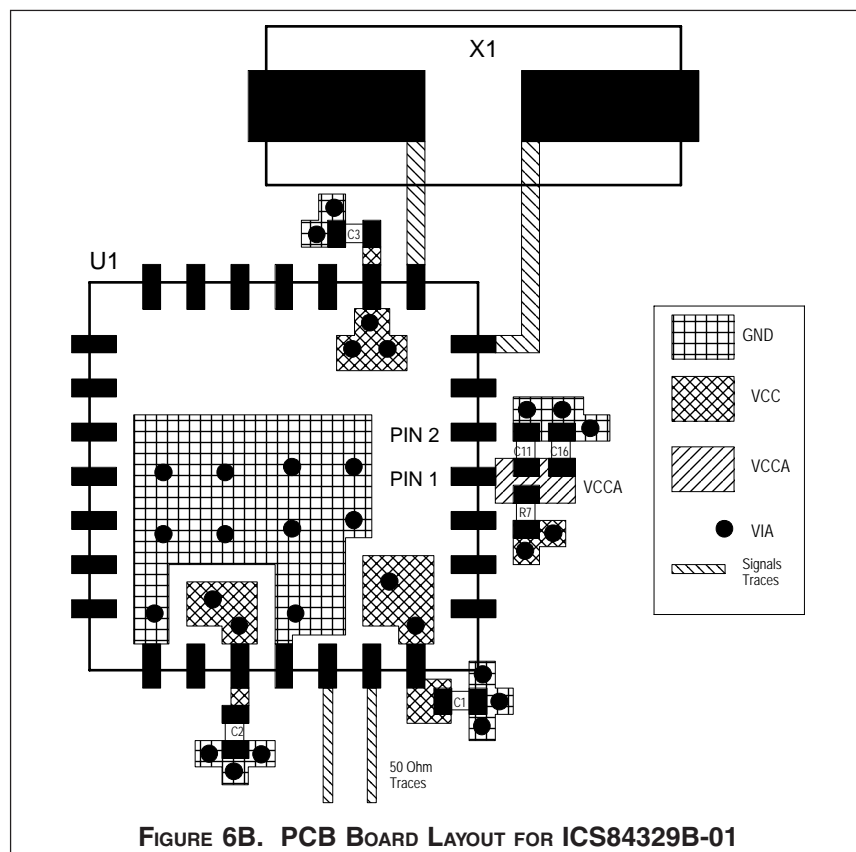 X1
C3
U1
GND
VCC
VCCA
VIA
Signals
Traces
PIN 2
PIN 1
C11
C16
VCCA
R7
C1
C2
50 Ohm
Traces
FIGURE 6B. PCB BOARD LAYOUT FOR ICS84329B-01